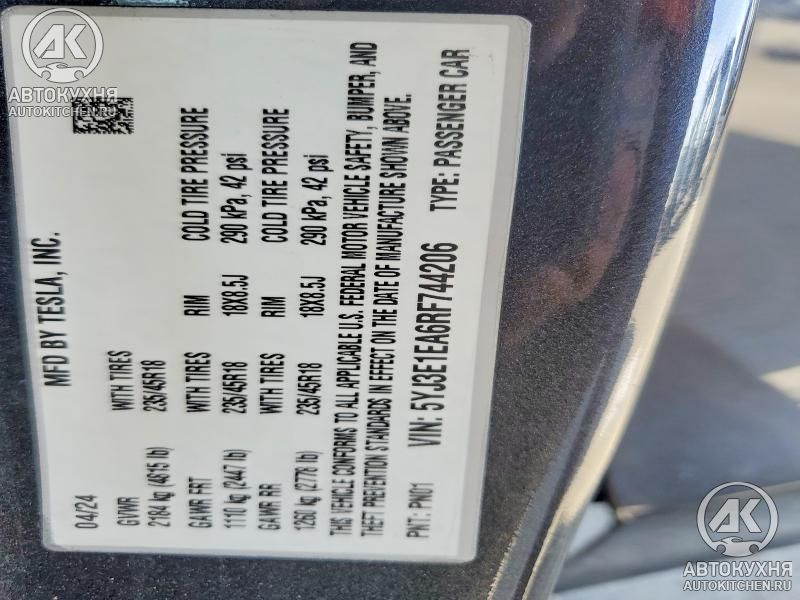 MFD BY TESLA, INC.
04/24
GVWR WITH TIRES RIM COLD TIRE PRESSURE
2184 kg (4815 lb) 235/45R18 18X8.5J 290 kPa, 42 psi
GAWR FRT WITH TIRES RIM COLD TIRE PRESSURE
1110 kg (2447 lb) 235/45R18 18X8.5J 290 kPa, 42 psi
GAWR RR WITH TIRES
1260 kg (2778 lb) 235/45R18
THIS VEHICLE CONFORMS TO ALL APPLICABLE U.S. FEDERAL MOTOR VEHICLE SAFETY, BUMPER, AND
THEFT PREVENTION STANDARDS IN EFFECT ON THE DATE OF MANUFACTURE SHOWN ABOVE.
PNT: PN01 VIN: 5YJ3E1EA6RF744206 TYPE: PASSENGER CAR
АК
АВТОКУХНЯ
AUTOKITCHEN.RU
АК
АВТОКУХНЯ
AUTOKITCHEN.RU